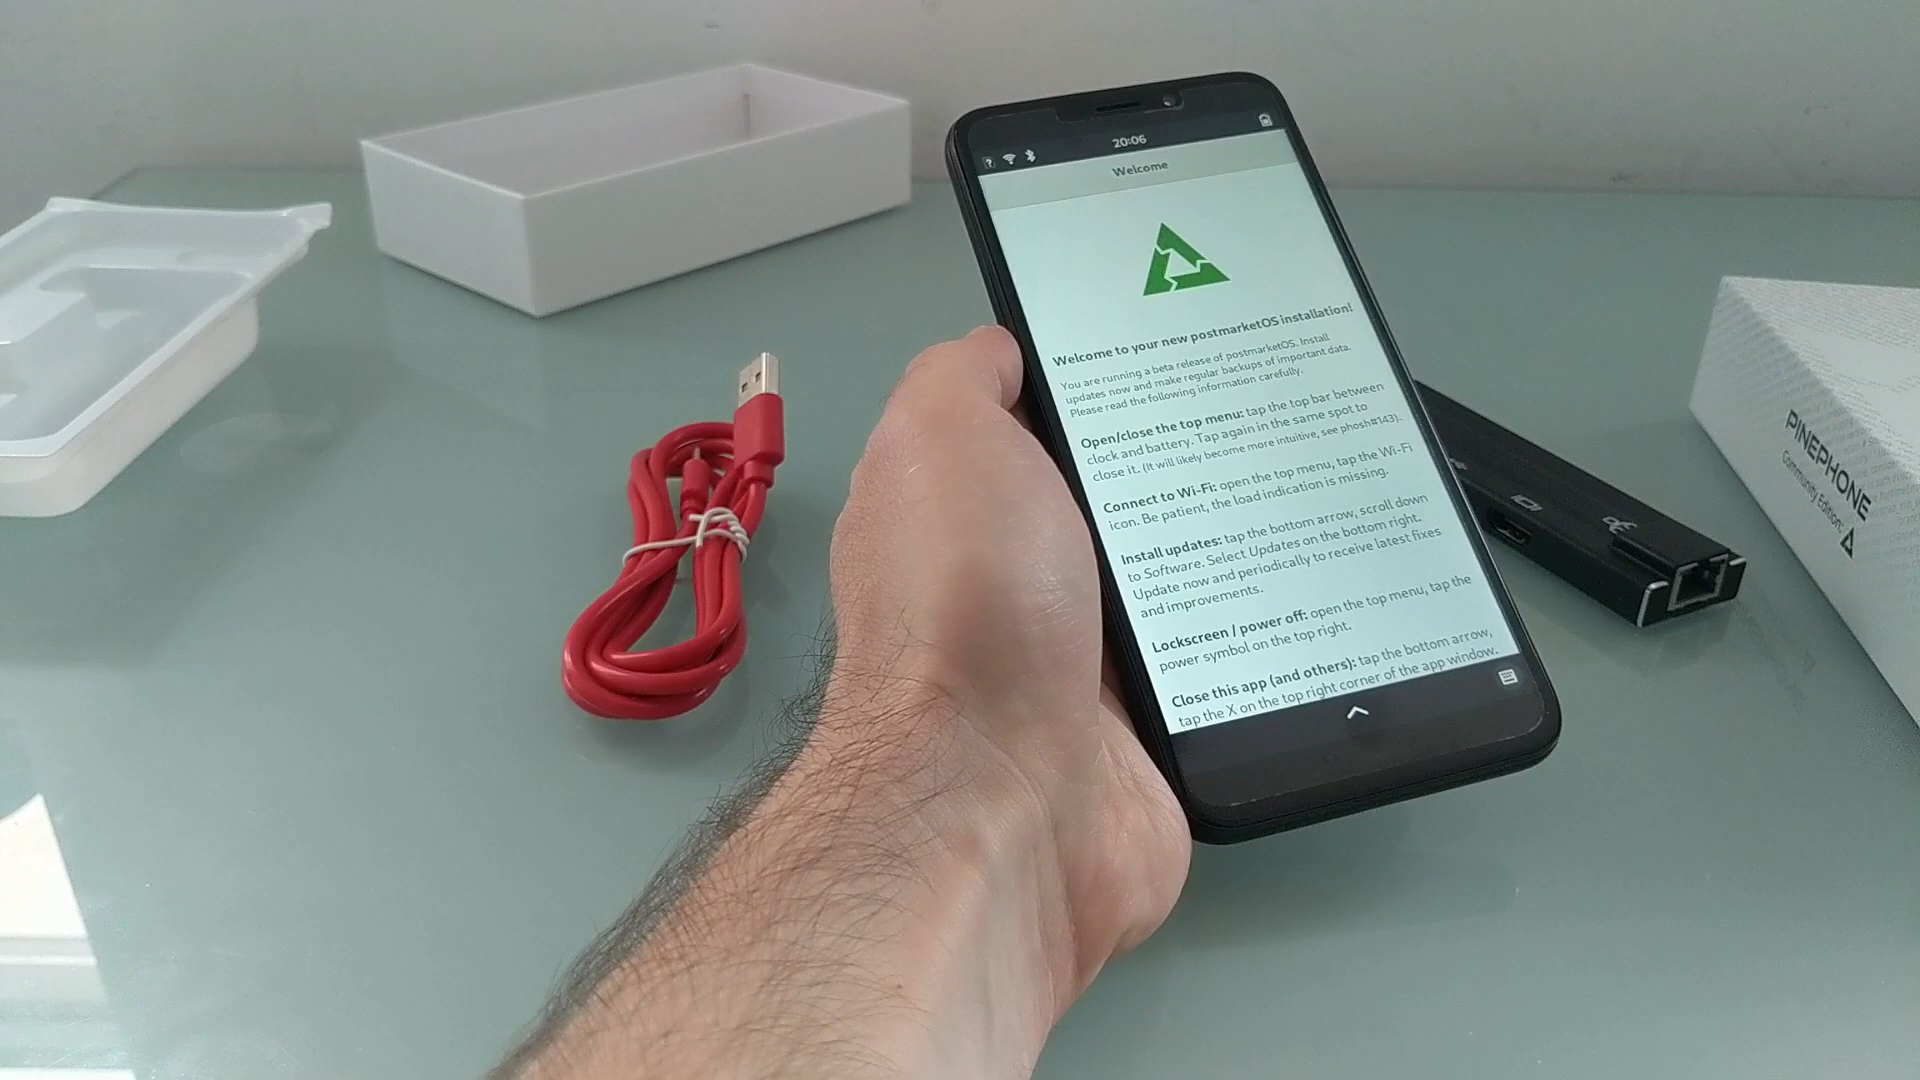 20:06
Welcome
Welcome to your new postmarketOS installation!
You are running a beta release of postmarketOS. Install
updates now and make regular backups of important data.
Please read the following information carefully.
Open/close the top menu: tap the top bar between
clock and battery. Tap again in the same spot to
close it. (It will likely become more intuitive, see phosh#143).
Connect to Wi-Fi: open the top menu, tap the Wi-Fi
icon. Be patient, the load indication is missing.
Install updates: tap the bottom arrow, scroll down
to Software. Select Updates on the bottom right.
Update now and periodically to receive latest fixes
and improvements.
Lockscreen / power off: open the top menu, tap the
power symbol on the top right.
Close this app (and others): tap the bottom arrow,
tap the X on the top right corner of the app window.
PINEPHONE
Community Edition: